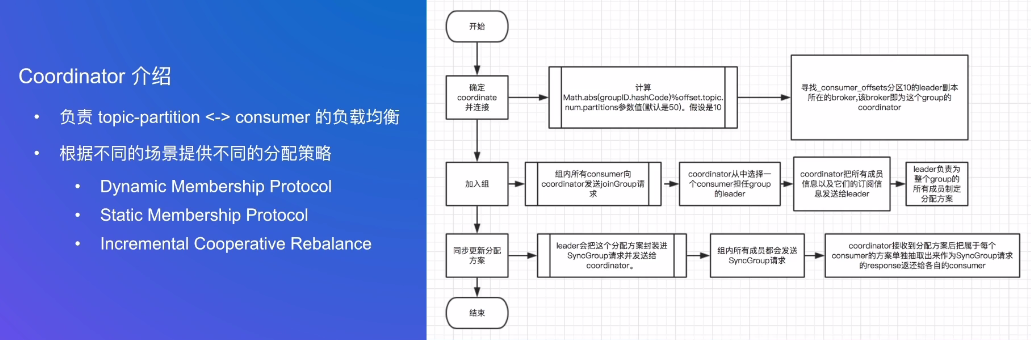 Coordinator 介绍
• 负责 topic-partition <-> consumer 的负载均衡
• 根据不同的场景提供不同的分配策略
• Dynamic Membership Protocol
• Static Membership Protocol
• Incremental Cooperative Rebalance
开始
确定
coordinate
并连接
计算
Math.abs(groupID.hashCode)%offset.topic.
num.partitions参数值(默认是50)。假设是10
寻找_consumer_offsets分区10的leader副本
所在的broker,该broker即为这个group的
coordinator
加入组
组内所有consumer向
coordinator发送joinGroup请
求
coordinator从中选择一
个consumer担任group
的leader
coordinator把所有成员
信息以及它们的订阅信
息发送给leader
leader负责为
整个group的
所有成员制定
分配方案
同步更新分配
方案
leader会把这个分配方案封装进
SyncGroup请求并发送给
coordinator。
组内所有成员都会发送
SyncGroup请求
coordinator接收到分配方案后把属于每个
consumer的方案单独抽取出来作为SyncGroup请求
的response返还给各自的consumer
结束